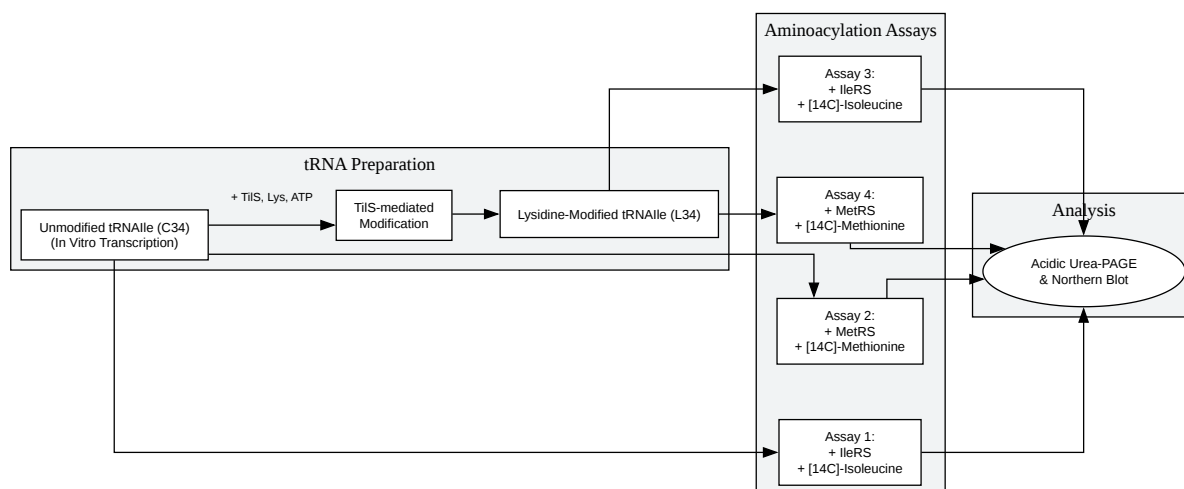 Aminoacylation Assays
Assay 3:
+ IleRS
+ [14C]-Isoleucine
tRNA Preparation
+ TilS, Lys, ATP
Unmodified tRNAIle (C34)
(In Vitro Transcription)
TilS-mediated
Modification
Lysidine-Modified tRNAIle (L34)
Assay 4:
+ MetRS
+ [14C]-Methionine
Analysis
Acidic Urea-PAGE
& Northern Blot
Assay 2:
+ MetRS
+ [14C]-Methionine
Assay 1:
+ IleRS
+ [14C]-Isoleucine